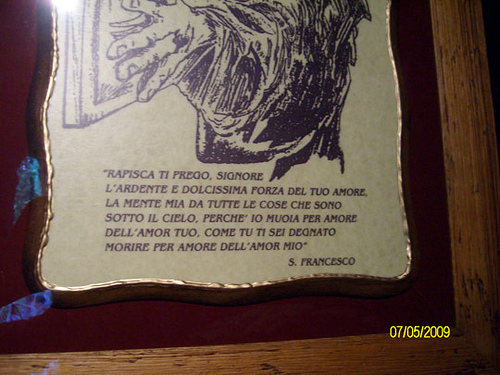 "RAPISCA TI PREGO, SIGNORE
L'ARDENTE E DOLCISSIMA FORZA DEL TUO AMORE,
LA MENTE MIA DA TUTTE LE COSE CHE SONO
SOTTO IL CIELO, PERCHE' IO MUOIA PER AMORE
DELL'AMOR TUO, COME TU TI SEI DEGNATO
MORIRE PER AMORE DELL'AMOR MIO"
S. FRANCESCO
07/05/2009